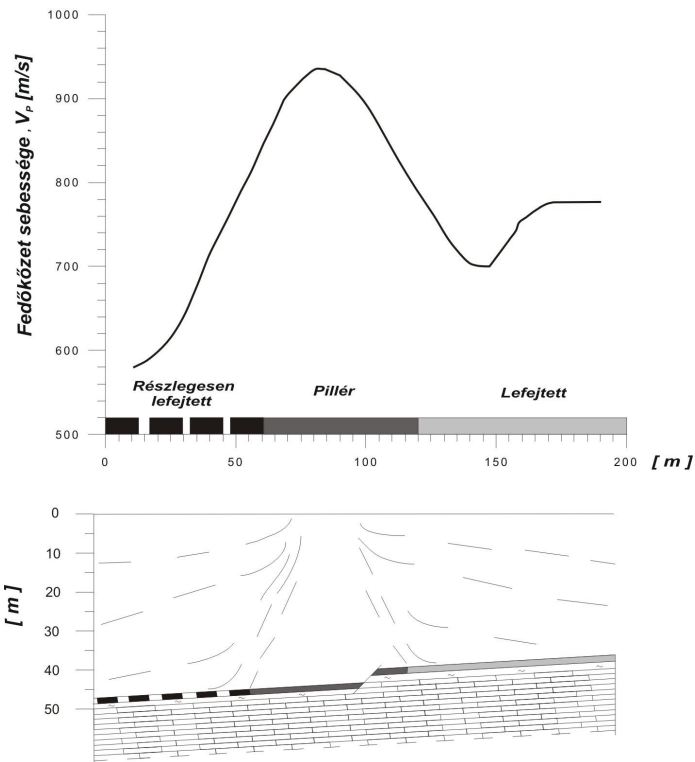 1000
900
800
700
600
500
Fedőkőzet sebessége , Vₚ [m/s]
Részlegesen
lefejtett
Pillér
Lefejtett
0 50 100 150 200 [ m ]
0
10
20
30
40
50
[ m ]